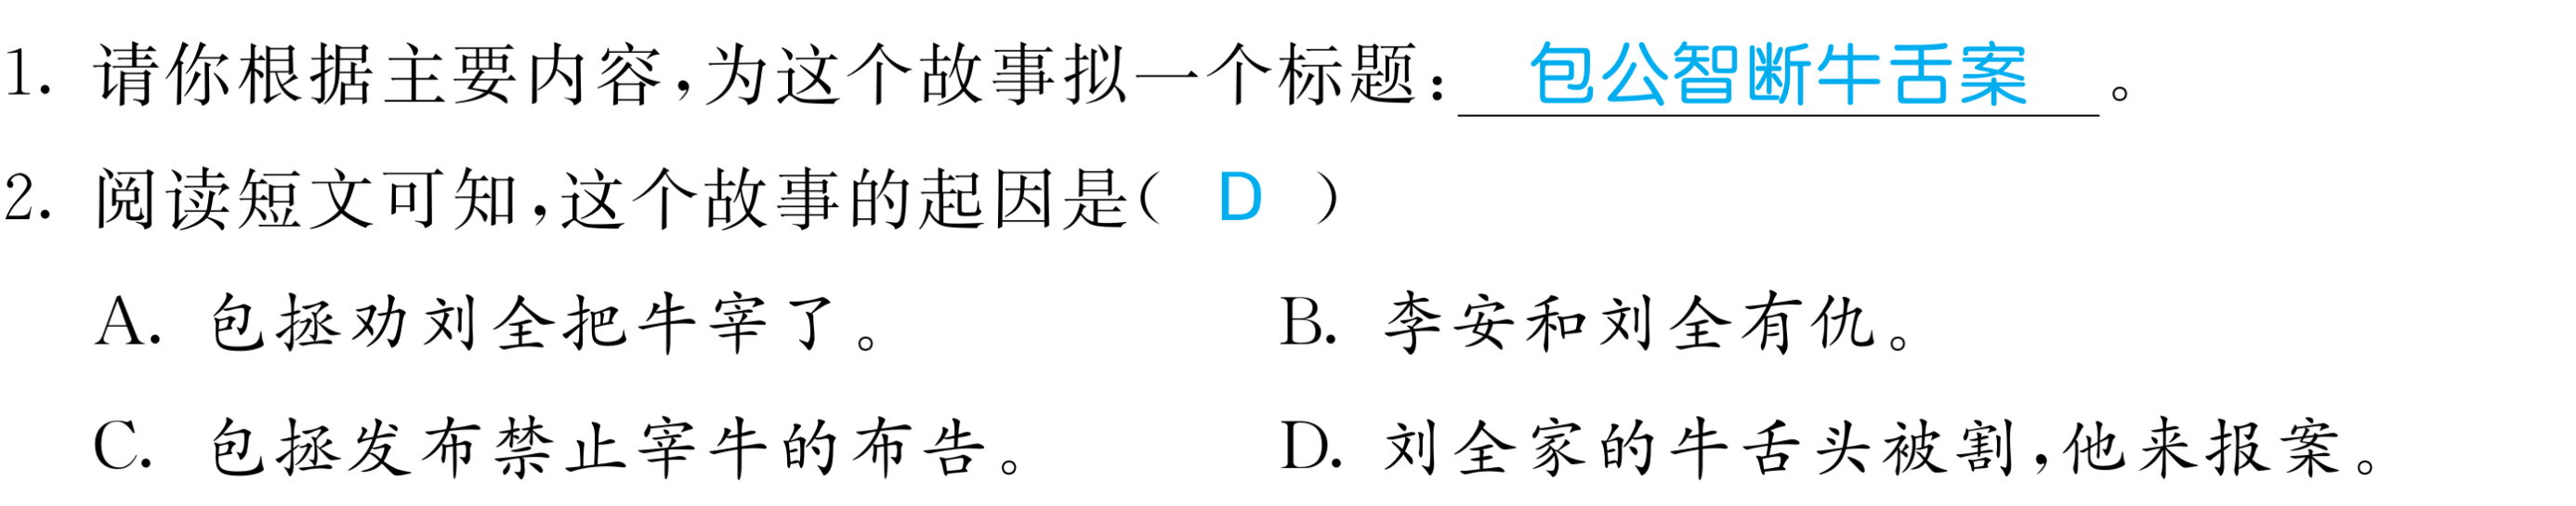 1. 请你根据主要内容,为这个故事拟一个标题: 包公智断牛舌案 。
2. 阅读短文可知,这个故事的起因是( D )
A. 包拯劝刘全把牛宰了。 B. 李安和刘全有仇。
C. 包拯发布禁止宰牛的布告。 D. 刘全家的牛舌头被割,他来报案。